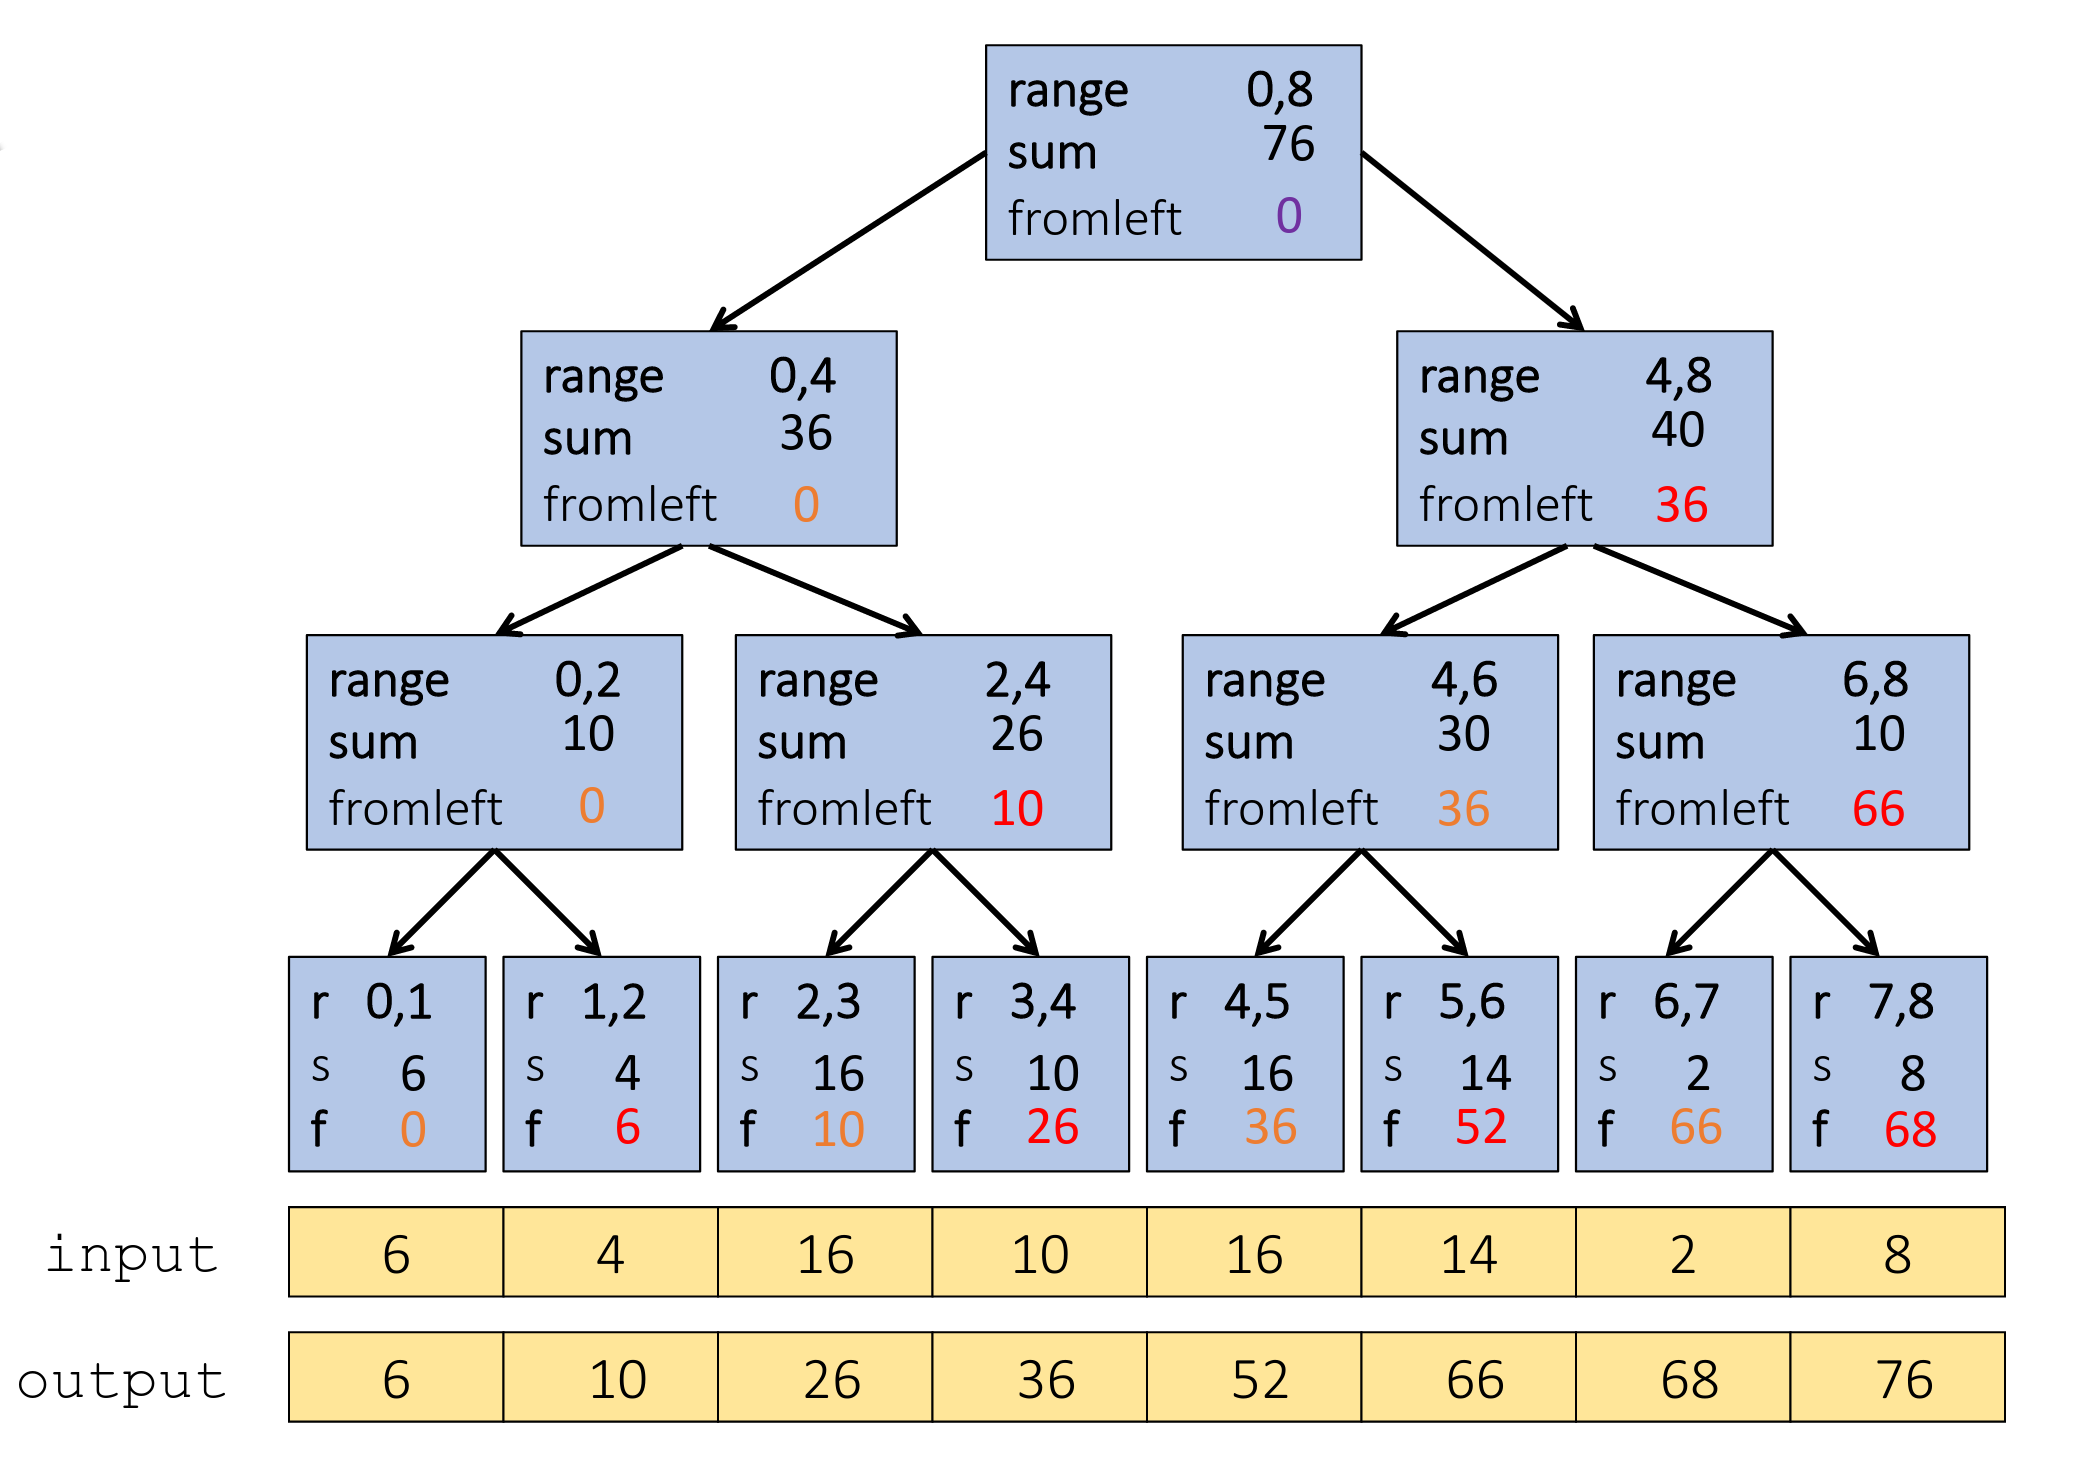 range 0,8
sum 76
fromleft 0
range 0,4
sum 36
fromleft 0
range 4,8
sum 40
fromleft 36
range 0,2
sum 10
fromleft 0
range 2,4
sum 26
fromleft 10
range 4,6
sum 30
fromleft 36
range 6,8
sum 10
fromleft 66
r 0,1
s 6
f 0
r 1,2
s 4
f 6
r 2,3
s 16
f 10
r 3,4
s 10
f 26
r 4,5
s 16
f 36
r 5,6
s 14
f 52
r 6,7
s 2
f 66
r 7,8
s 8
f 68
input 6 4 16 10 16 14 2 8
output 6 10 26 36 52 66 68 76